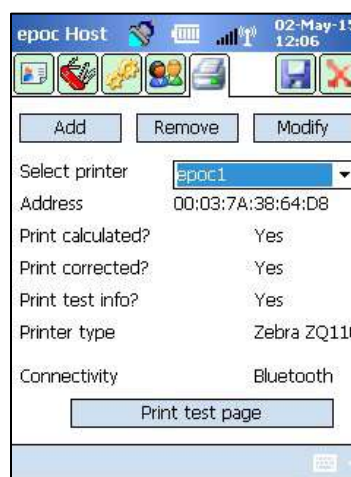 epoc Host 02-May-15
12:06
Add Remove Modify
Select printer epoc1
Address 00:03:7A:38:64:D8
Print calculated? Yes
Print corrected? Yes
Print test info? Yes
Printer type Zebra ZQ110
Connectivity Bluetooth
Print test page